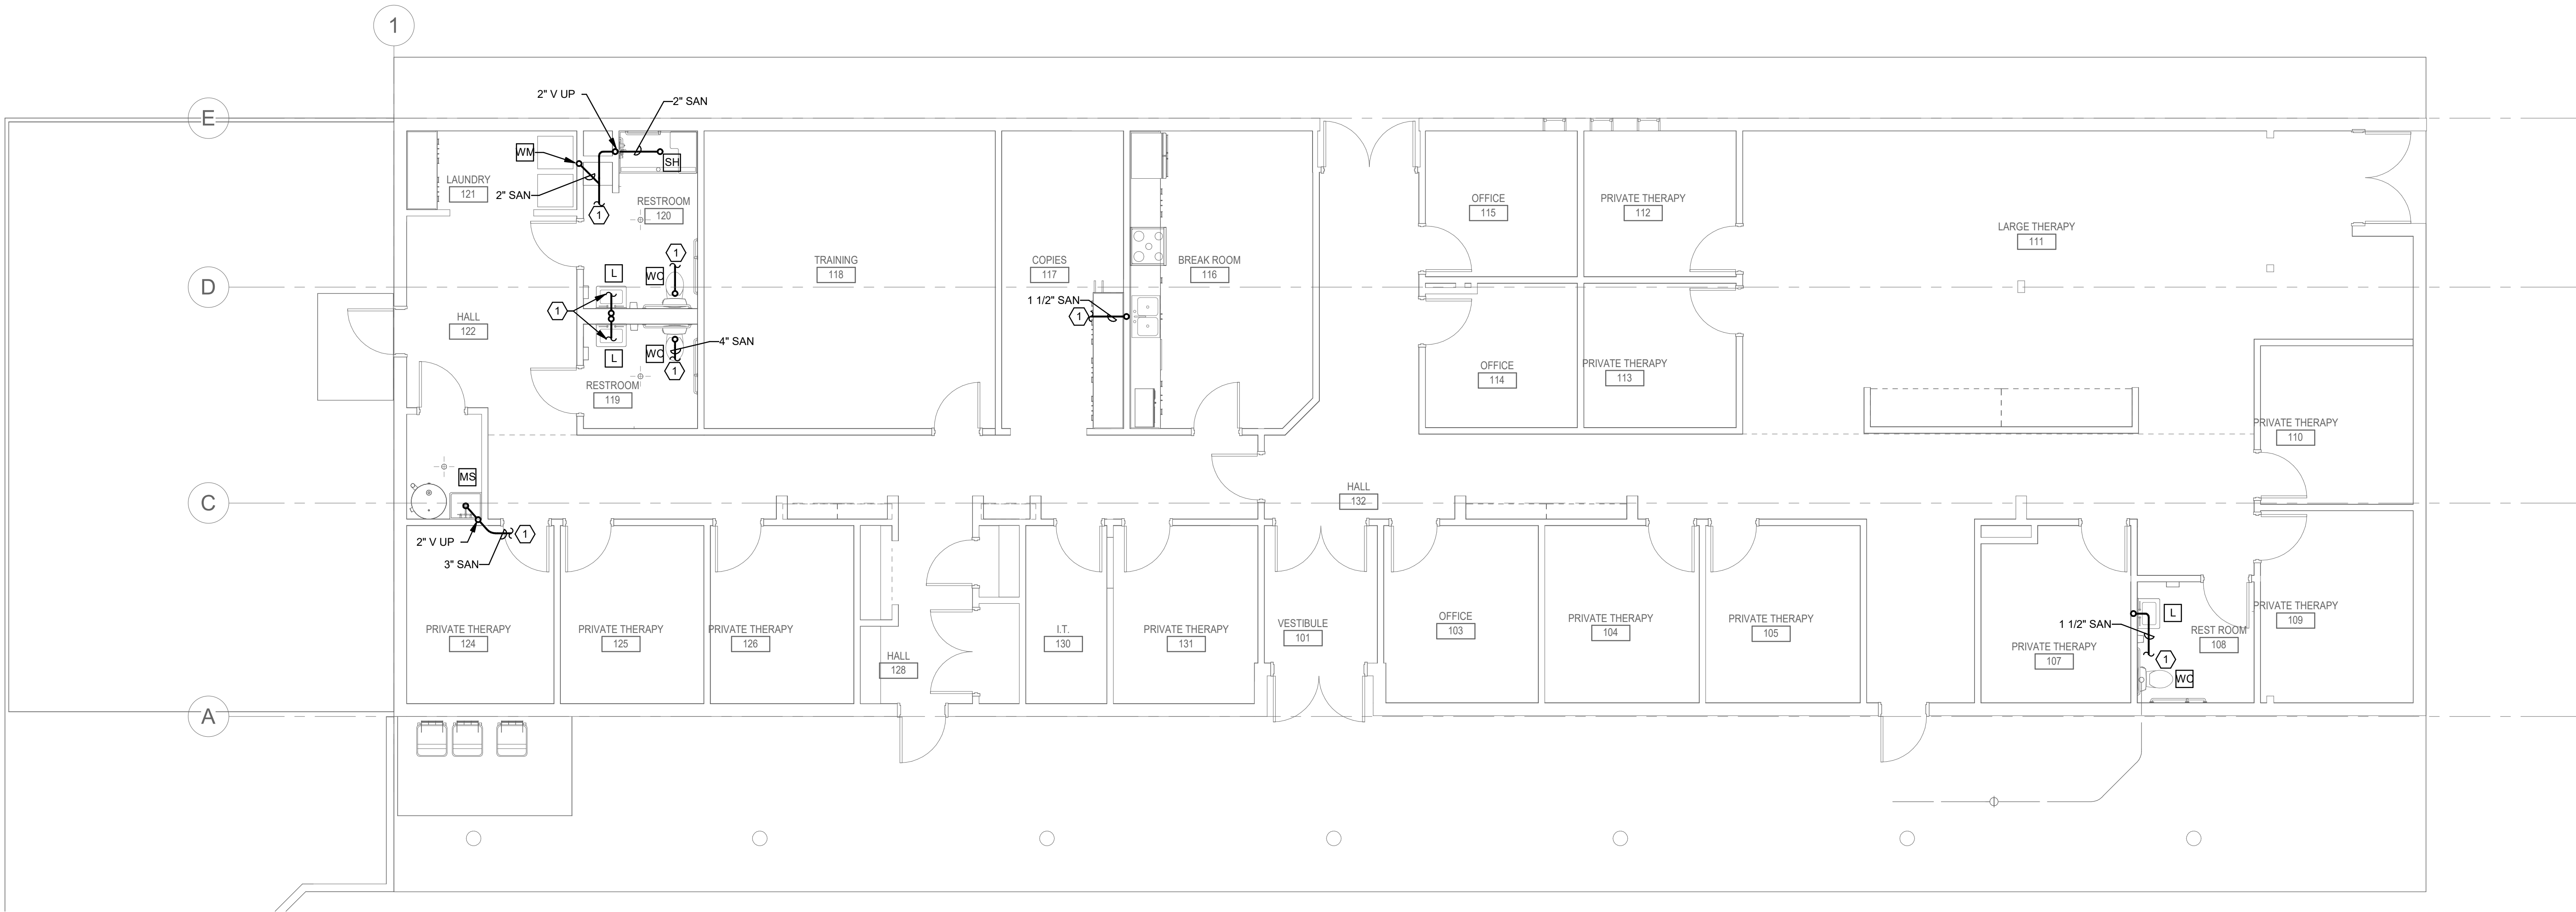 1
E
D
C
A
2" V UP
2" SAN
WM
SH
2" SAN
1
LAUNDRY
121
RESTROOM
120
1
L
WC
1
HALL
122
L
WC
4" SAN
1
RESTROOM
119
TRAINING
118
COPIES
117
1 1/2" SAN
1
BREAK ROOM
116
OFFICE
115
PRIVATE THERAPY
112
LARGE THERAPY
111
OFFICE
114
PRIVATE THERAPY
113
PRIVATE THERAPY
110
MS
2" V UP
3" SAN
1
HALL
132
PRIVATE THERAPY
124
PRIVATE THERAPY
125
PRIVATE THERAPY
126
HALL
128
I.T.
130
PRIVATE THERAPY
131
VESTIBULE
101
OFFICE
103
PRIVATE THERAPY
104
PRIVATE THERAPY
105
PRIVATE THERAPY
107
1 1/2" SAN
L
REST ROOM
108
1
WC
PRIVATE THERAPY
109